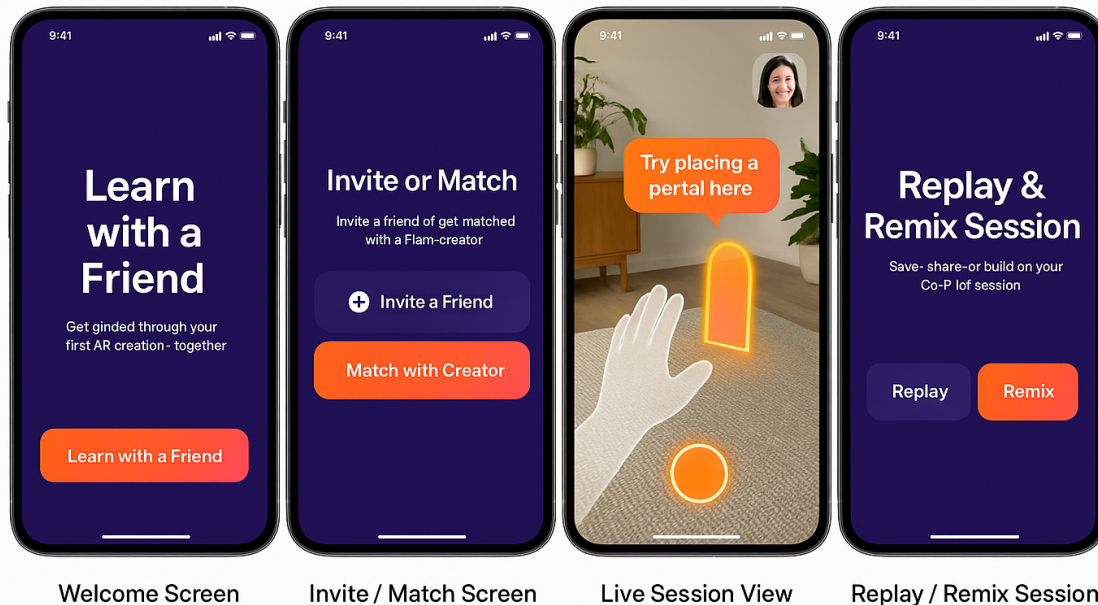 9:41
Learn
with a
Friend
Get ginded through your
first AR creation- together
Learn with a Friend
Welcome Screen
9:41
Invite or Match
Invite a friend of get matched
with a Flam-creator
Invite a Friend
Match with Creator
Invite / Match Screen
9:41
Try placing a
pertal here
Live Session View
9:41
Replay &
Remix Session
Save- share-or build on your
Co-P lof session
Replay
Remix
Replay / Remix Session